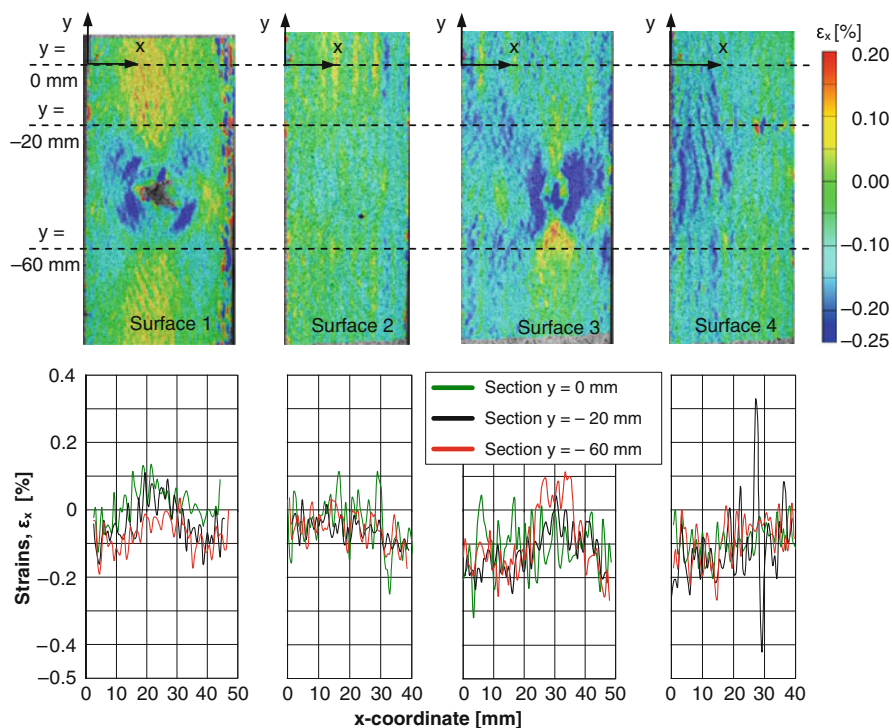 y
y
y
y
εₓ [%]
y =
0 mm
x
x
x
x
0.20
y =
−20 mm
0.10
0.00
y =
−60 mm
−0.10
−0.20
−0.25
Surface 1
Surface 2
Surface 3
Surface 4
Section y = 0 mm
Section y = − 20 mm
Section y = − 60 mm
Strains, εₓ [%]
0.4
0.2
0
−0.2
−0.4
−0.5
0 10 20 30 40 50
0 10 20 30 40
0 10 20 30 40 50
0 10 20 30 40
x-coordinate [mm]